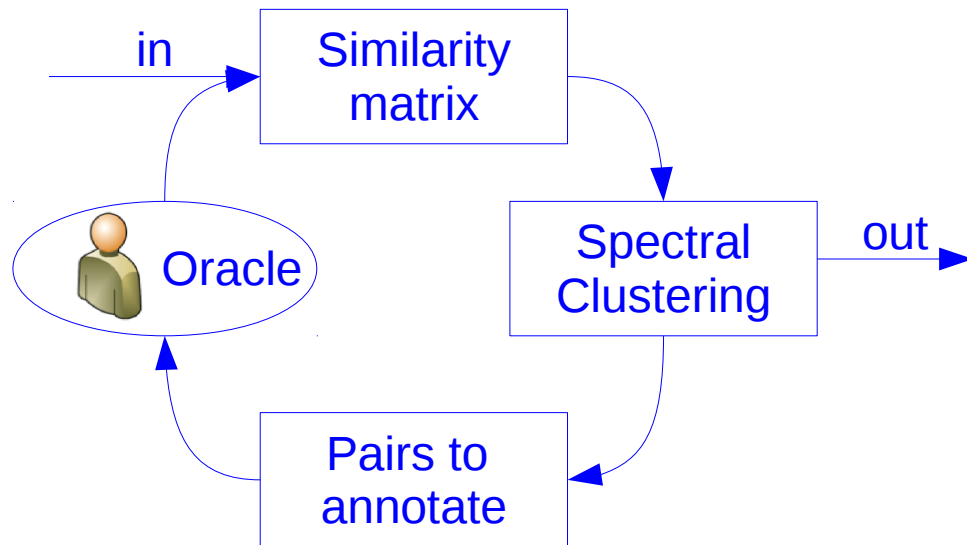 in
Similarity
matrix
Spectral
Clustering
out
Oracle
Pairs to
annotate